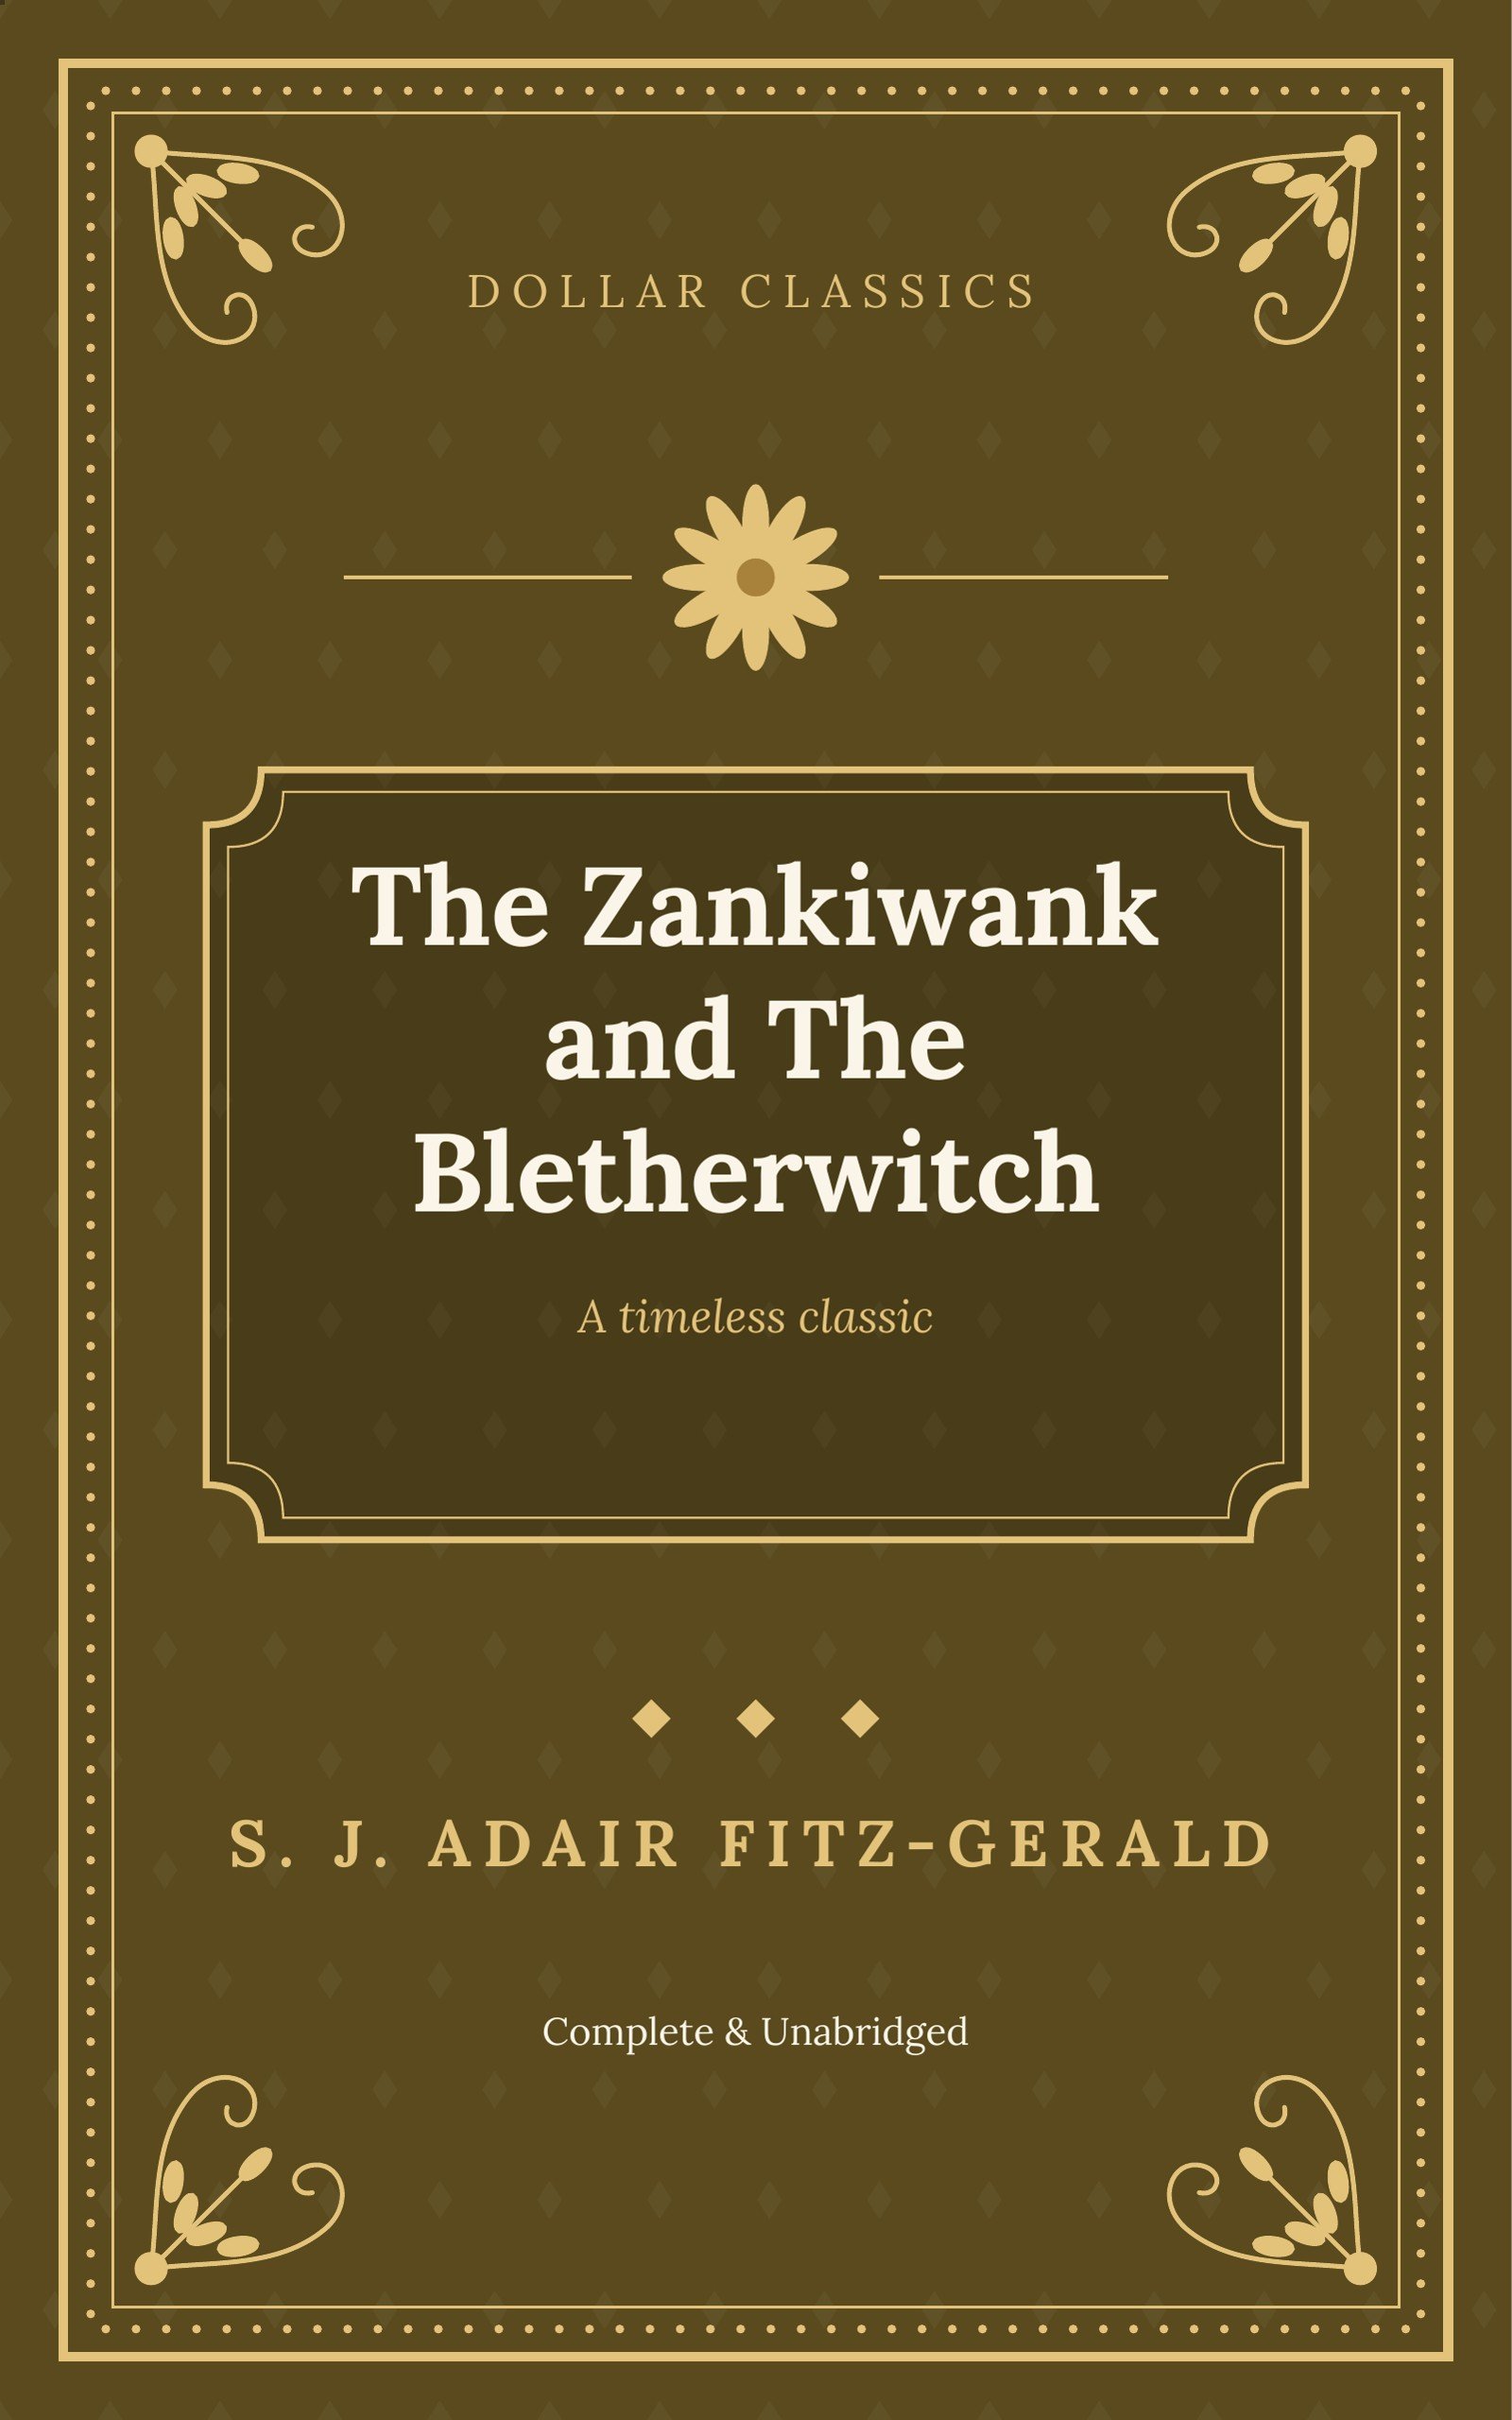 DOLLAR CLASSICS
The Zankiwank
and The
Bletherwitch
A timeless classic
S. J. ADAIR FITZ-GERALD
Complete & Unabridged